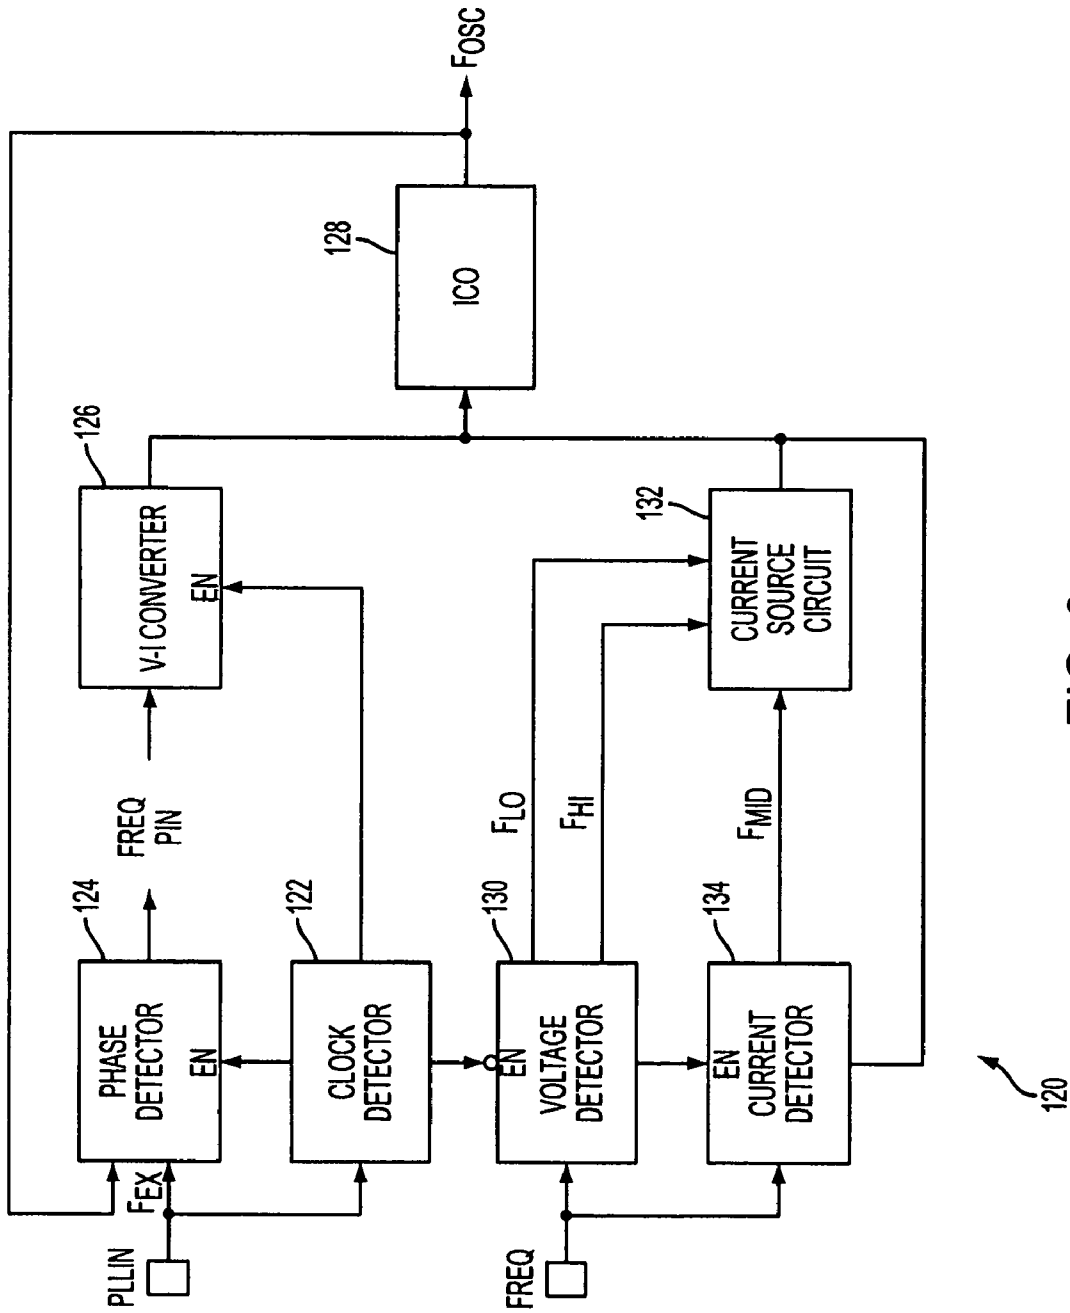 FOSC
128
ICO
126
V-I CONVERTER
EN
132
CURRENT
SOURCE
CIRCUIT
FREQ
PIN
FLO
FHI
FMID
124
PHASE
DETECTOR
EN
FEX
122
CLOCK
DETECTOR
130
EN
VOLTAGE
DETECTOR
134
EN
CURRENT
DETECTOR
PLLIN
FREQ
120